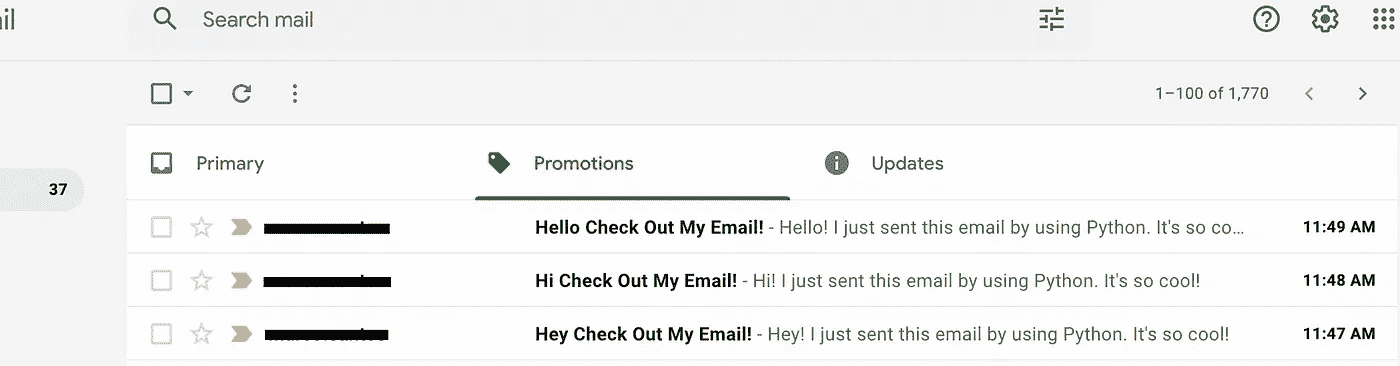 il Search mail
1–100 of 1,770
Primary Promotions Updates
37
Hello Check Out My Email! - Hello! I just sent this email by using Python. It's so co… 11:49 AM
Hi Check Out My Email! - Hi! I just sent this email by using Python. It's so cool! 11:48 AM
Hey Check Out My Email! - Hey! I just sent this email by using Python. It's so cool! 11:47 AM